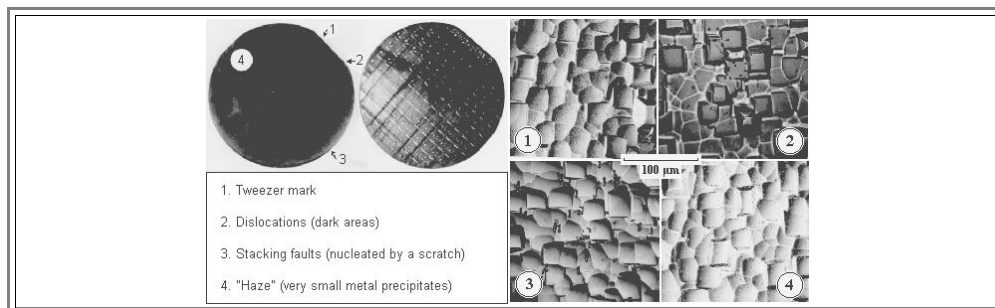 1
4
2
3
1. Tweezer mark
2. Dislocations (dark areas)
3. Stacking faults (nucleated by a scratch)
4. "Haze" (very small metal precipitates)
1
2
100 µm
3
4